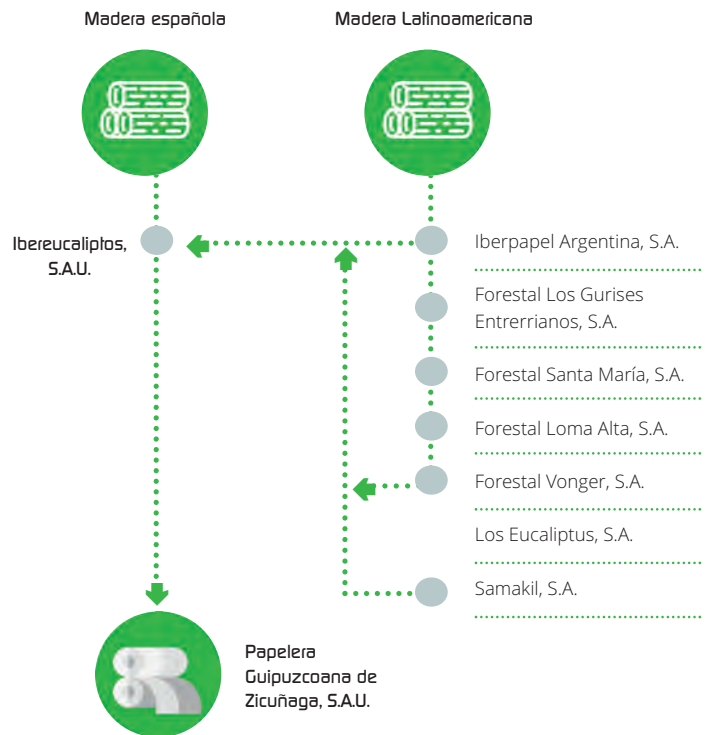 Madera española
Madera Latinoamericana
Ibereucaliptos,
S.A.U.
Iberpapel Argentina, S.A.
Forestal Los Gurises
Entrerrianos, S.A.
Forestal Santa María, S.A.
Forestal Loma Alta, S.A.
Forestal Vonger, S.A.
Los Eucaliptus, S.A.
Samakil, S.A.
Papelera
Guipuzcoana de
Zicuñaga, S.A.U.